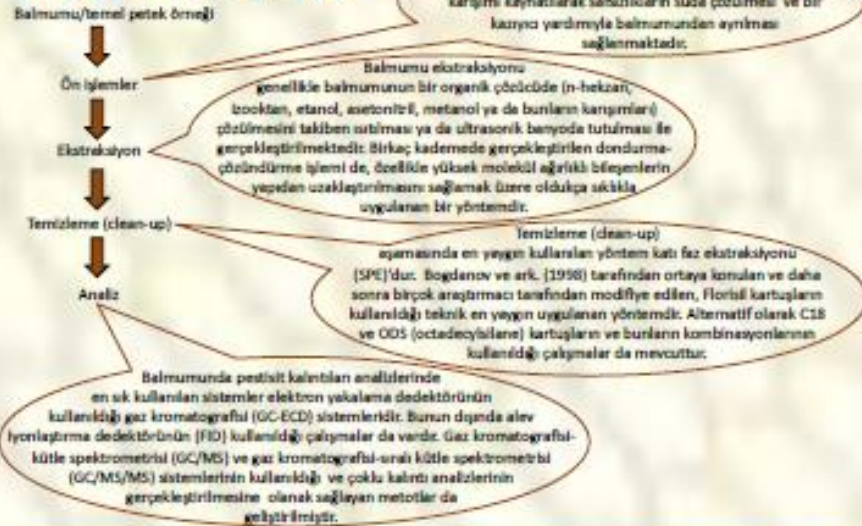 karışımı kaynatılarak safsızlıkların suda çözülmesi ve bir
kazıyıcı yardımıyla balmumundan ayrılması
sağlanmaktadır.
Balmumu/temel petek örneği
Ön işlemler
Balmumu ekstraksiyonu
genellikle balmumunun bir organik çözücüde (n-hekzan,
izooktan, etanol, asetonitril, metanol ya da bunların karışımları)
çözülmesini takiben ısıtılması ya da ultrasonik banyoda tutulması ile
gerçekleştirilmektedir. Birkaç kademede gerçekleştirilen dondurma-
çözündürme işlemi de, özellikle yüksek molekül ağırlıklı bileşenlerin
yapıdan uzaklaştırılmasını sağlamak üzere oldukça sıklıkla
uygulanan bir yöntemdir.
Ekstraksiyon
Temizleme (clean-up)
Temizleme (clean-up)
aşamasında en yaygın kullanılan yöntem katı faz ekstraksiyonu
(SPE)'dur. Bogdanov ve ark. (1998) tarafından ortaya konulan ve daha
sonra birçok araştırmacı tarafından modifiye edilen, Florisil kartuşların
kullanıldığı teknik en yaygın uygulanan yöntemdir. Alternatif olarak C18
ve ODS (octadecylsilane) kartuşların ve bunların kombinasyonlarının
kullanıldığı çalışmalar da mevcuttur.
Analiz
Balmumunda pestisit kalıntıları analizlerinde
en sık kullanılan sistemler elektron yakalama dedektörünün
kullanıldığı gaz kromatografisi (GC-ECD) sistemleridir. Bunun dışında alev
iyonlaştırma dedektörünün (FID) kullanıldığı çalışmalar da vardır. Gaz kromatografisi-
kütle spektrometrisi (GC/MS) ve gaz kromatografisi-sıralı kütle spektrometrisi
(GC/MS/MS) sistemlerinin kullanıldığı ve çoklu kalıntı analizlerinin
gerçekleştirilmesine olanak sağlayan metotlar da
geliştirilmiştir.